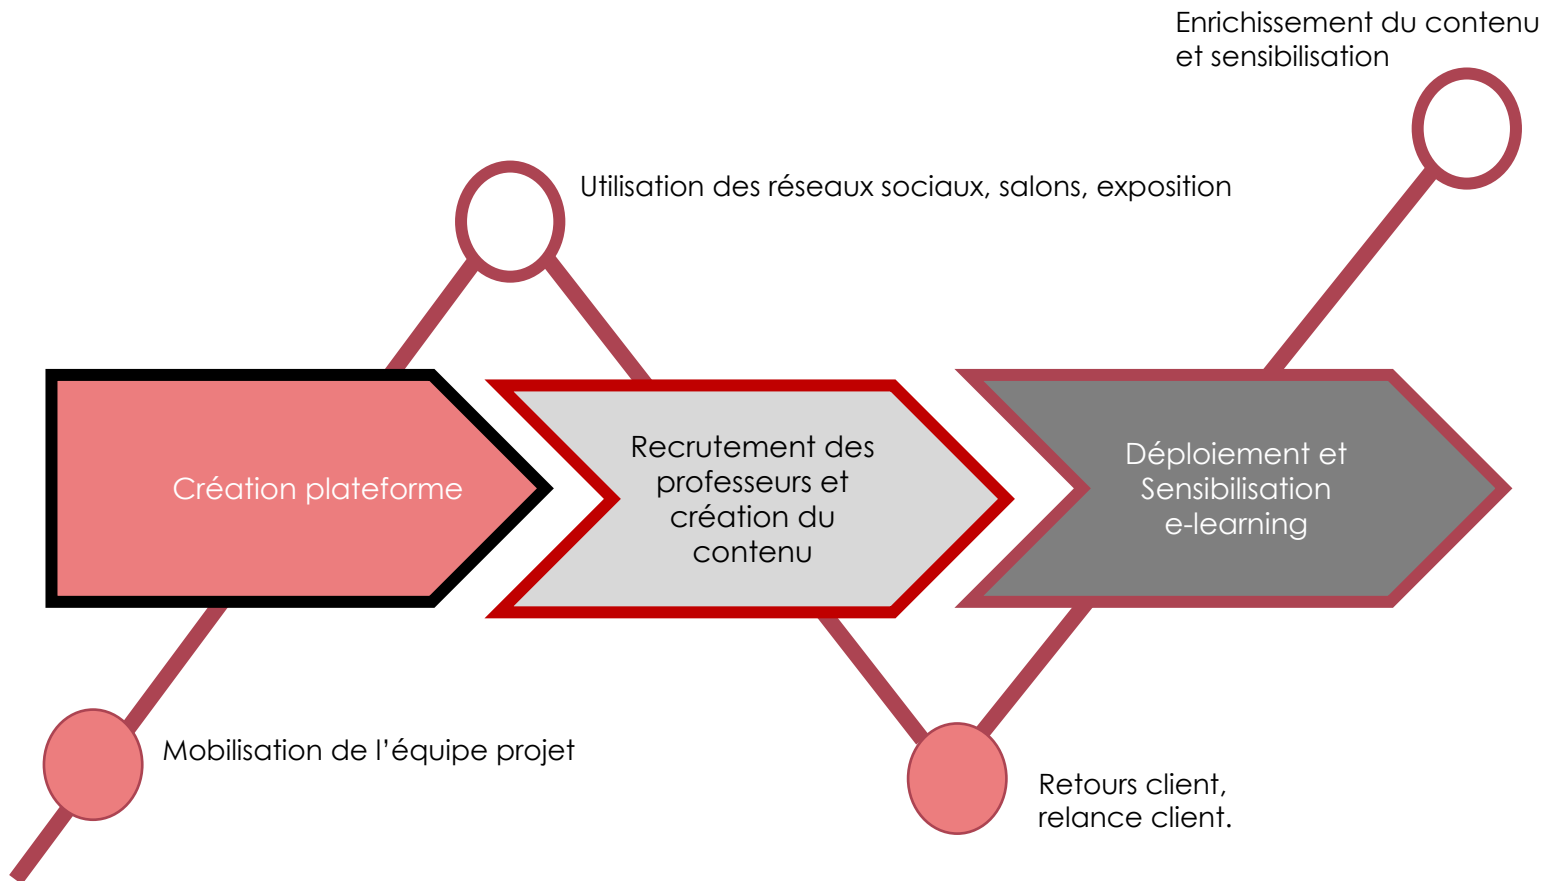 Enrichissement du contenu
et sensibilisation
Utilisation des réseaux sociaux, salons, exposition
Création plateforme
Recrutement des
professeurs et
création du
contenu
Déploiement et
Sensibilisation
e-learning
Mobilisation de l’équipe projet
Retours client,
relance client.